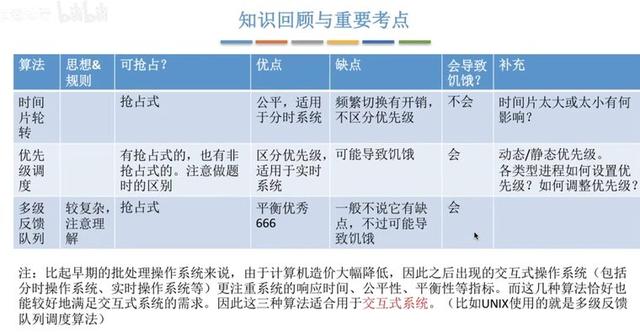 知识回顾与重要考点
算法 思想& 可抢占? 优点 缺点 会导致 补充
规则 饥饿?
时间 抢占式 公平，适用 频繁切换有开销， 不会 时间片太大或太小有何
片轮 于分时系统 不区分优先级 影响?
转
优先 有抢占式的，也有非 区分优先级， 可能导致饥饿 会 动态/静态优先级。
级调 抢占式的。注意做题 适用于实时 各类型进程如何设置优
度 时的区别 系统 先级?如何调整优先级?
多级 较复杂， 抢占式 平衡优秀 一般不说它有缺 会
反馈 注意理 666 点，不过可能导
队列 解 致饥饿
注：比起早期的批处理操作系统来说，由于计算机造价大幅降低，因此之后出现的交互式操作系统（包括
分时操作系统、实时操作系统等）更注重系统的响应时间、公平性、平衡性等指标。而这几种算法恰好也
能较好地满足交互式系统的需求。因此这三种算法适合用于交互式系统。（比如UNIX使用的就是多级反馈
队列调度算法）